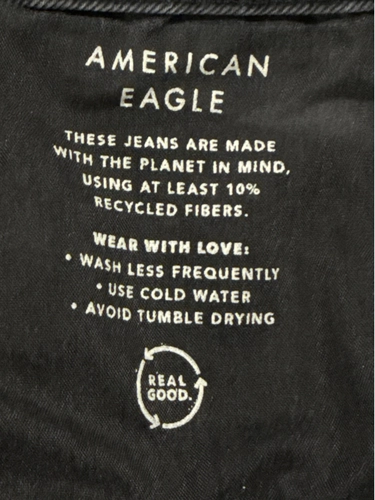 AMERICAN
EAGLE
THESE JEANS ARE MADE
WITH THE PLANET IN MIND,
USING AT LEAST 10%
RECYCLED FIBERS.
WEAR WITH LOVE:
• WASH LESS FREQUENTLY
• USE COLD WATER
• AVOID TUMBLE DRYING
REAL
GOOD.